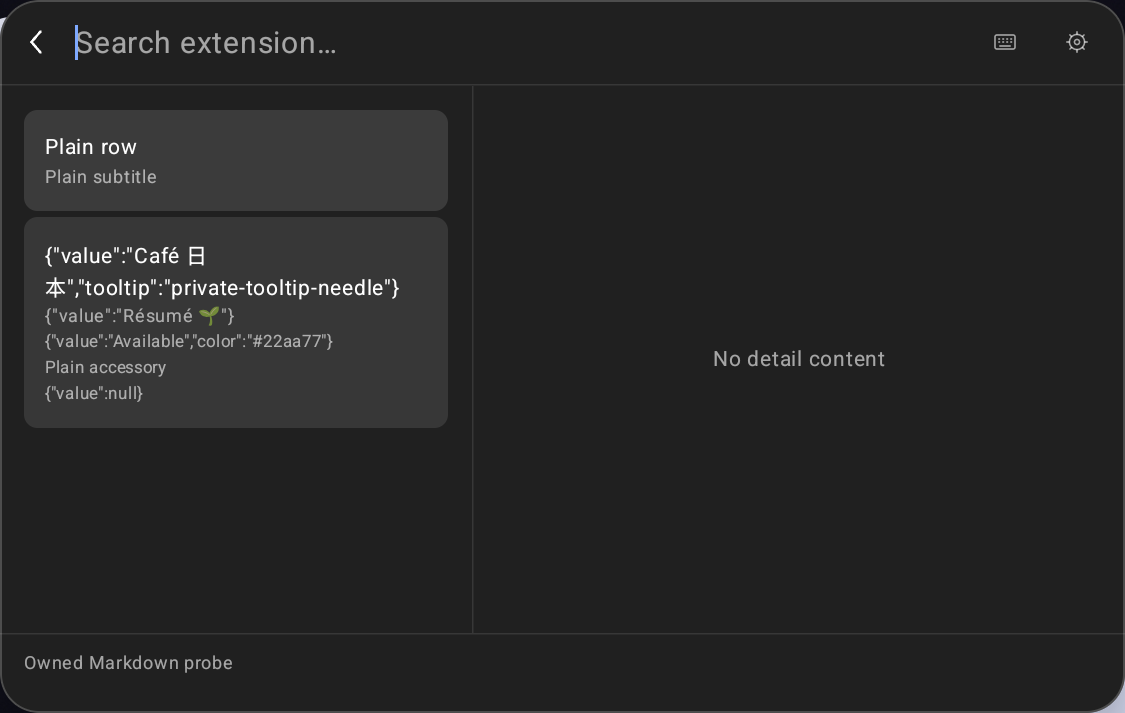 Search extension…
Plain row
Plain subtitle
{"value":"Café 日
本","tooltip":"private-tooltip-needle"}
{"value":"Résumé 🌱"}
{"value":"Available","color":"#22aa77"}
Plain accessory
{"value":null}
No detail content
Owned Markdown probe